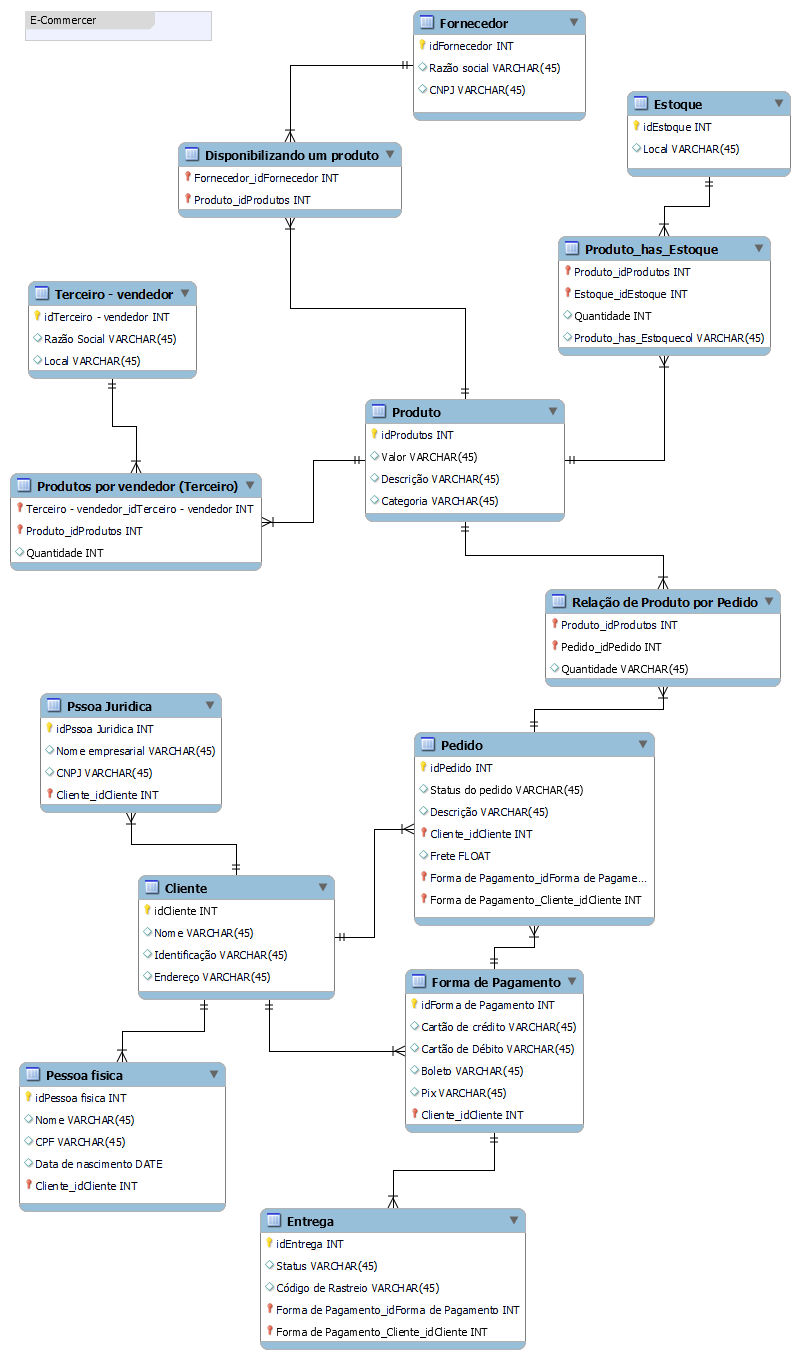 E-Commercer
Fornecedor
idFornecedor INT
Razão social VARCHAR(45)
CNPJ VARCHAR(45)
Estoque
idEstoque INT
Local VARCHAR(45)
Disponibilizando um produto
Fornecedor_idFornecedor INT
Produto_idProdutos INT
Produto_has_Estoque
Produto_idProdutos INT
Estoque_idEstoque INT
Quantidade INT
Produto_has_Estoquecol VARCHAR(45)
Terceiro - vendedor
idTerceiro - vendedor INT
Razão Social VARCHAR(45)
Local VARCHAR(45)
Produto
idProdutos INT
Valor VARCHAR(45)
Descrição VARCHAR(45)
Categoria VARCHAR(45)
Produtos por vendedor (Terceiro)
Terceiro - vendedor_idTerceiro - vendedor INT
Produto_idProdutos INT
Quantidade INT
Relação de Produto por Pedido
Produto_idProdutos INT
Pedido_idPedido INT
Quantidade VARCHAR(45)
Pssoa Juridica
idPssoa Juridica INT
Nome empresarial VARCHAR(45)
CNPJ VARCHAR(45)
Cliente_idCliente INT
Pedido
idPedido INT
Status do pedido VARCHAR(45)
Descrição VARCHAR(45)
Cliente_idCliente INT
Frete FLOAT
Forma de Pagamento_idForma de Pagame...
Forma de Pagamento_Cliente_idCliente INT
Cliente
idCliente INT
Nome VARCHAR(45)
Identificação VARCHAR(45)
Endereço VARCHAR(45)
Forma de Pagamento
idForma de Pagamento INT
Cartão de crédito VARCHAR(45)
Cartão de Débito VARCHAR(45)
Boleto VARCHAR(45)
Pix VARCHAR(45)
Cliente_idCliente INT
Pessoa fisica
idPessoa fisica INT
Nome VARCHAR(45)
CPF VARCHAR(45)
Data de nascimento DATE
Cliente_idCliente INT
Entrega
idEntrega INT
Status VARCHAR(45)
Código de Rastreio VARCHAR(45)
Forma de Pagamento_idForma de Pagamento INT
Forma de Pagamento_Cliente_idCliente INT